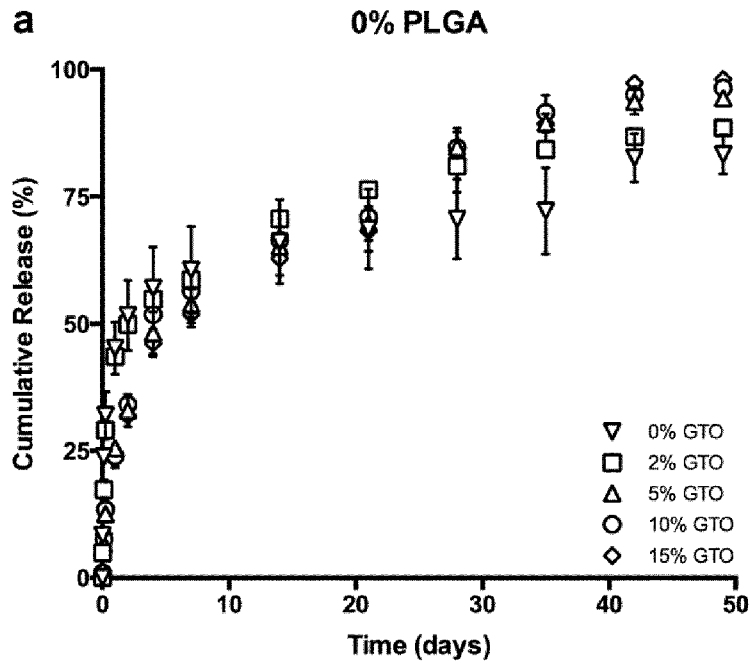 a
0% PLGA
100
75
50
25
0
Cumulative Release (%)
0% GTO
2% GTO
5% GTO
10% GTO
15% GTO
0 10 20 30 40 50
Time (days)